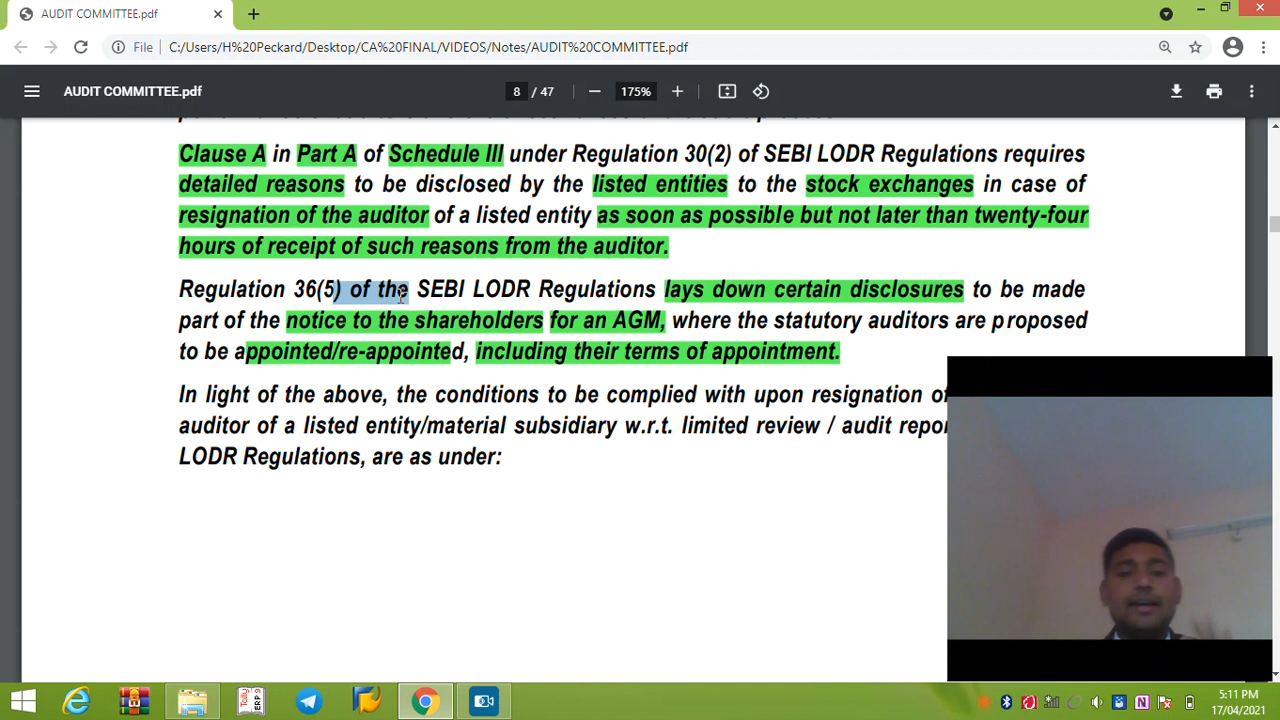 AUDIT COMMITTEE.pdf
File C:/Users/H%20Peckard/Desktop/CA%20FINAL/VIDEOS/Notes/AUDIT%20COMMITTEE.pdf
AUDIT COMMITTEE.pdf 8 / 47 175%
Clause A in Part A of Schedule III under Regulation 30(2) of SEBI LODR Regulations requires
detailed reasons to be disclosed by the listed entities to the stock exchanges in case of
resignation of the auditor of a listed entity as soon as possible but not later than twenty-four
hours of receipt of such reasons from the auditor.
Regulation 36(5) of the SEBI LODR Regulations lays down certain disclosures to be made
part of the notice to the shareholders for an AGM, where the statutory auditors are proposed
to be appointed/re-appointed, including their terms of appointment.
In light of the above, the conditions to be complied with upon resignation of
auditor of a listed entity/material subsidiary w.r.t. limited review / audit repor
LODR Regulations, are as under:
Tally
ERP 9
5:11 PM
17/04/2021